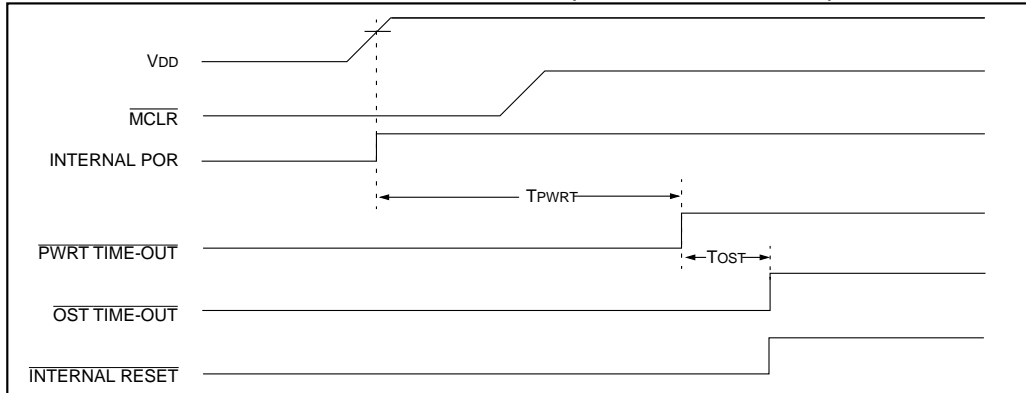 VDD
MCLR
INTERNAL POR
TPWRT
PWRT TIME-OUT
TOST
OST TIME-OUT
INTERNAL RESET